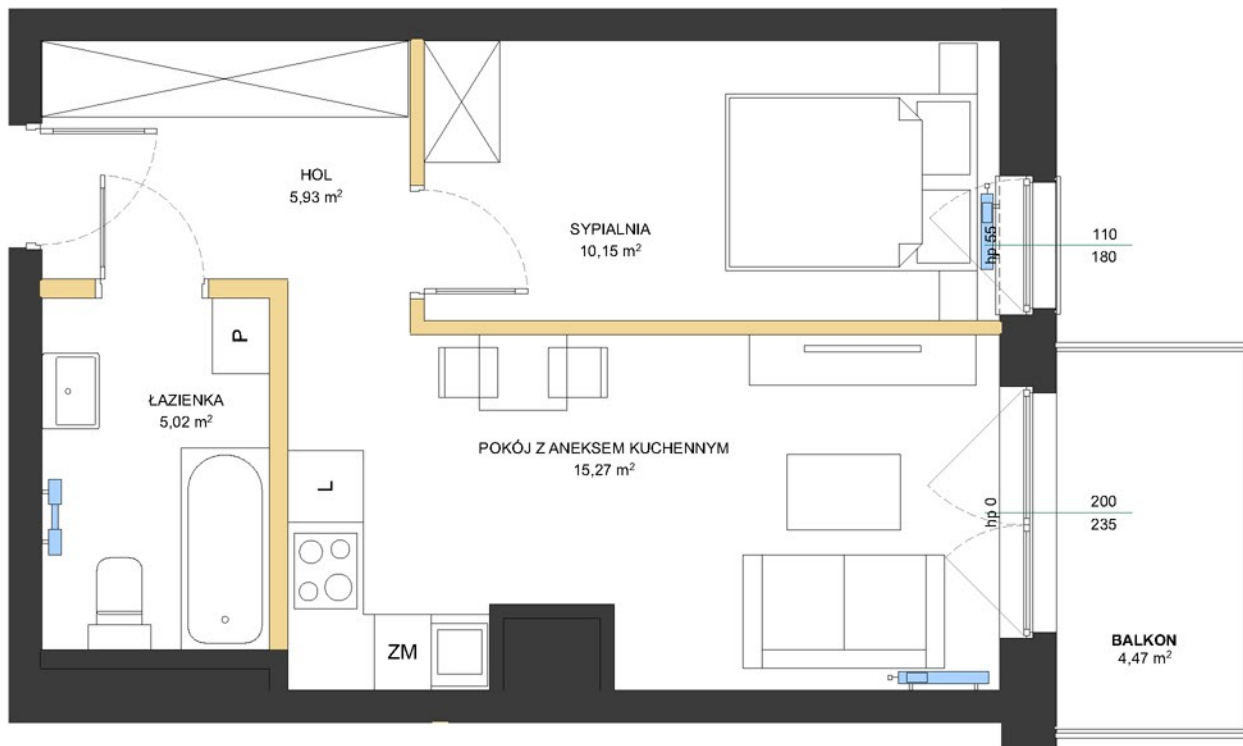 HOL
5,93 m²
SYPIALNIA
10,15 m²
hp 55
110
180
P
ŁAZIENKA
5,02 m²
POKÓJ Z ANEKSEM KUCHENNYM
15,27 m²
L
hp 0
200
235
ZM
BALKON
4,47 m²